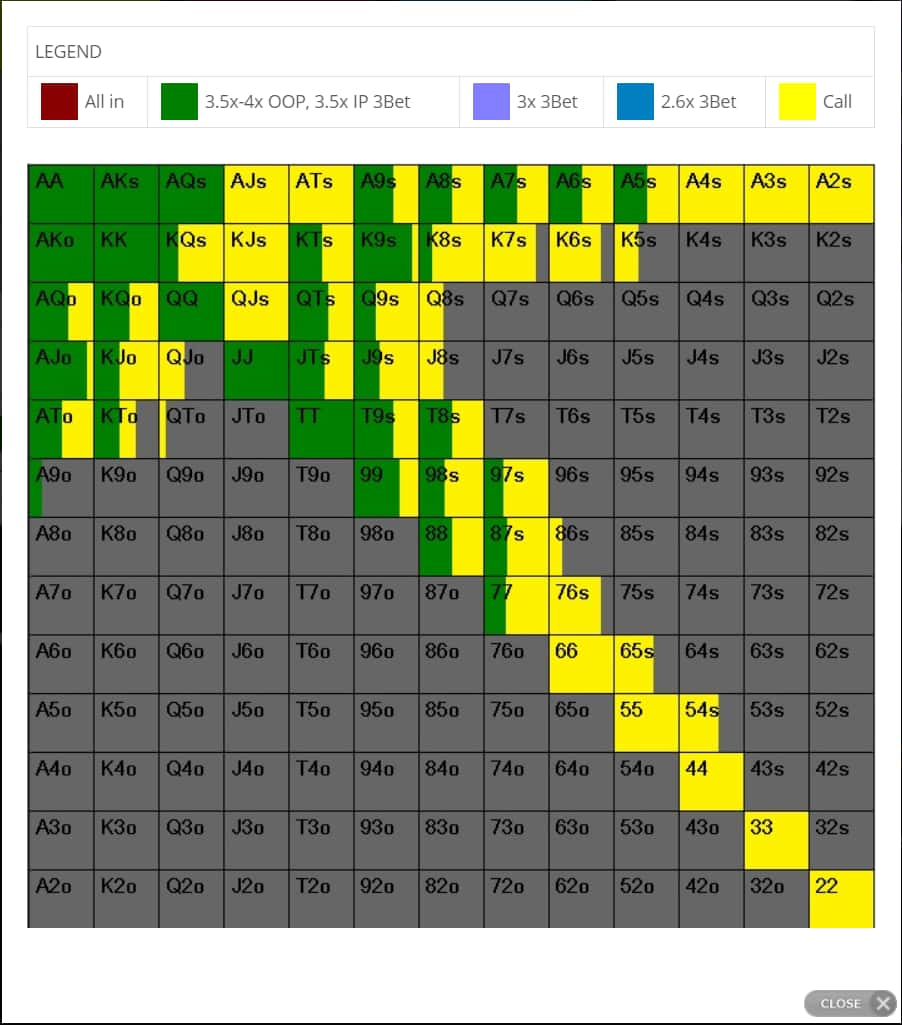 LEGEND
All in 3.5x-4x OOP, 3.5x IP 3Bet 3x 3Bet 2.6x 3Bet Call
AA AKs AQs AJs ATs A9s A8s A7s A6s A5s A4s A3s A2s
AKo KK KQs KJs KTs K9s K8s K7s K6s K5s K4s K3s K2s
AQo KQo QQ QJs QTs Q9s Q8s Q7s Q6s Q5s Q4s Q3s Q2s
AJo KJo QJo JJ JTs J9s J8s J7s J6s J5s J4s J3s J2s
ATo KTo QTo JTo TT T9s T8s T7s T6s T5s T4s T3s T2s
A9o K9o Q9o J9o T9o 99 98s 97s 96s 95s 94s 93s 92s
A8o K8o Q8o J8o T8o 98o 88 87s 86s 85s 84s 83s 82s
A7o K7o Q7o J7o T7o 97o 87o 77 76s 75s 74s 73s 72s
A6o K6o Q6o J6o T6o 96o 86o 76o 66 65s 64s 63s 62s
A5o K5o Q5o J5o T5o 95o 85o 75o 65o 55 54s 53s 52s
A4o K4o Q4o J4o T4o 94o 84o 74o 64o 54o 44 43s 42s
A3o K3o Q3o J3o T3o 93o 83o 73o 63o 53o 43o 33 32s
A2o K2o Q2o J2o T2o 92o 82o 72o 62o 52o 42o 32o 22
CLOSE